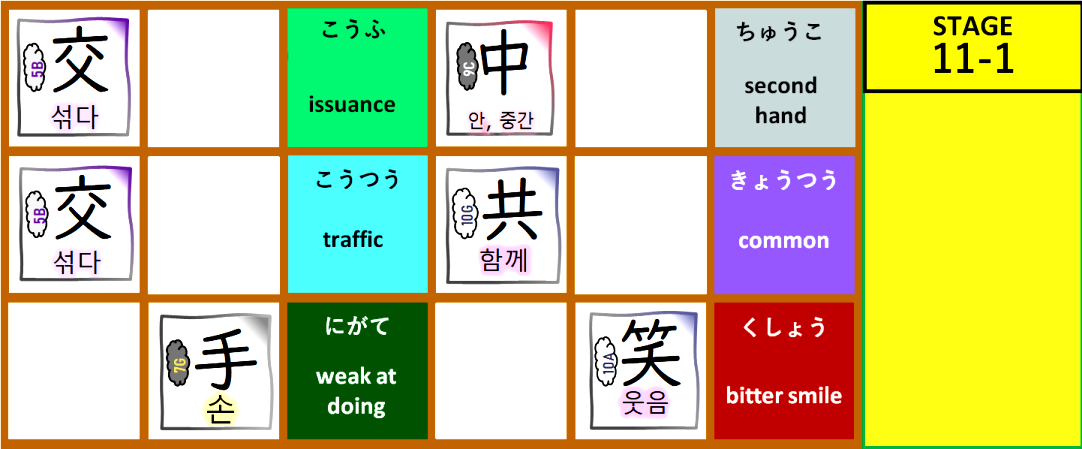 5B
交
섞다
こうふ
issuance
9C
中
안, 중간
ちゅうこ
second
hand
STAGE
11-1
5B
交
섞다
こうつう
traffic
10G
共
함께
きょうつう
common
7G
手
손
にがて
weak at
doing
10A
笑
웃음
くしょう
bitter smile